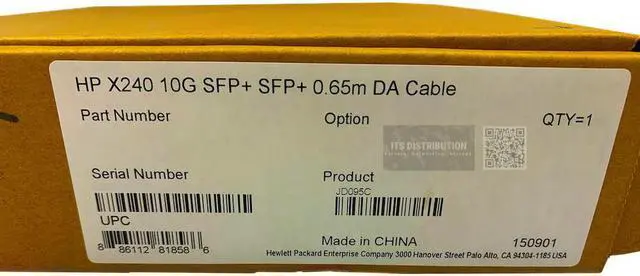 HP X240 10G SFP+ SFP+ 0.65m DA Cable
Part Number
Option
QTY=1
ITS DISTRIBUTION
Serial Number
Product
JD095C
UPC
8 86112 81858 6
Made in CHINA
150901
Hewlett Packard Enterprise Company 3000 Hanover Street Palo Alto, CA 94304-1185 USA